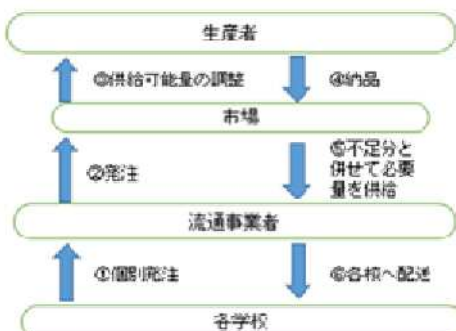 生産者
③供給可能量の調整
④納品
市場
②発注
⑤不足分と
併せて必要
量を供給
流通事業者
①個別発注
⑥各校へ配送
各学校